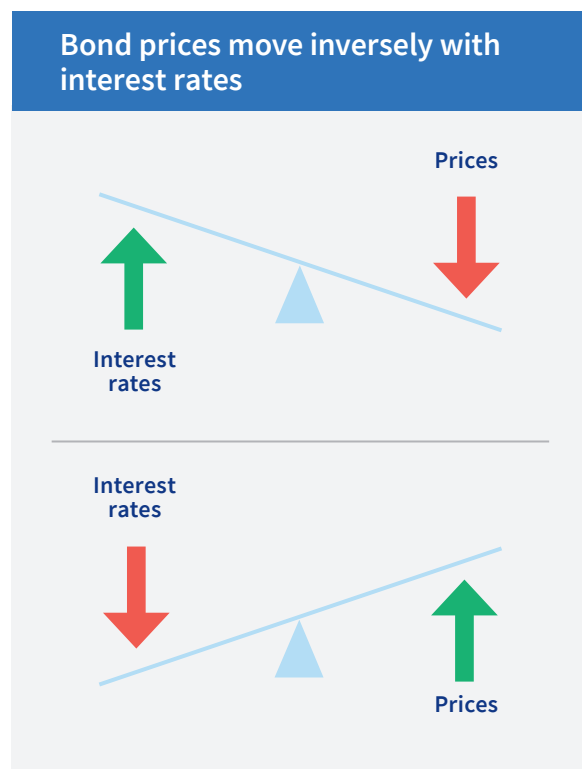 Bond prices move inversely with
interest rates
Prices
Interest
rates
Interest
rates
Prices